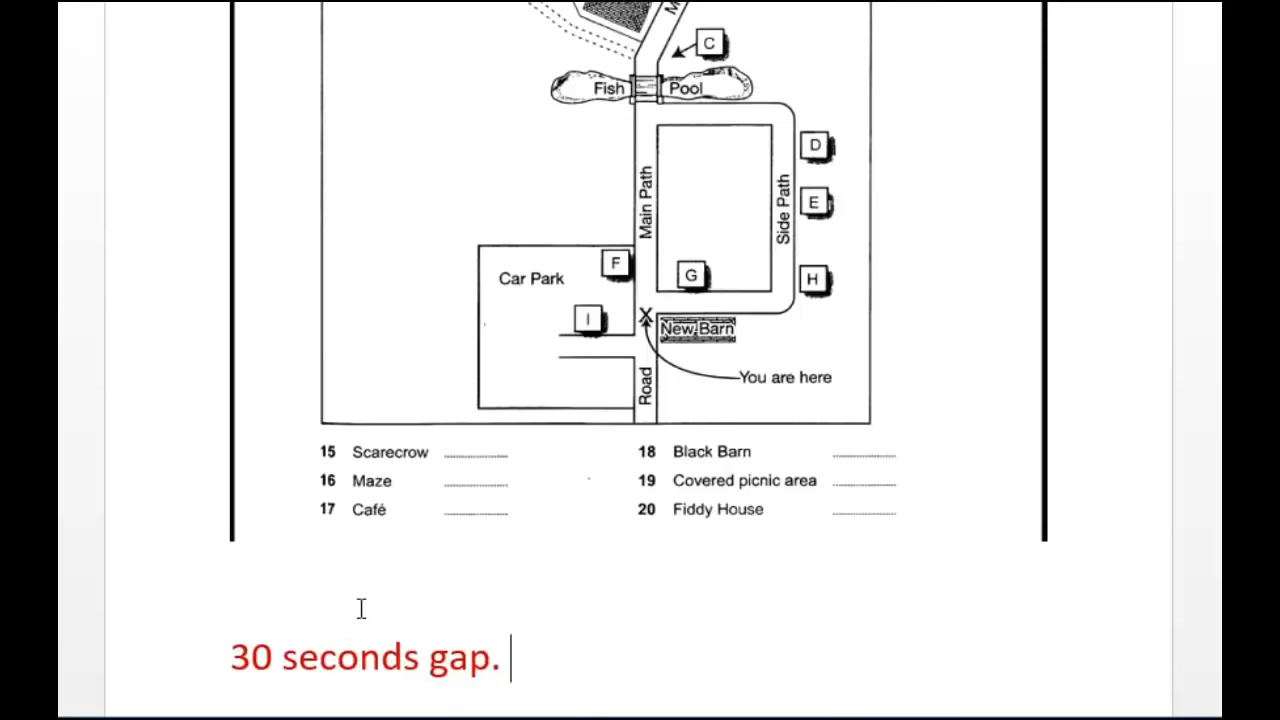 M
C
Fish Pool
D
Main Path
Side Path
E
F
Car Park
G
H
I
X
New Barn
You are here
Road
15 Scarecrow
18 Black Barn
16 Maze
19 Covered picnic area
17 Café
20 Fiddy House
30 seconds gap.